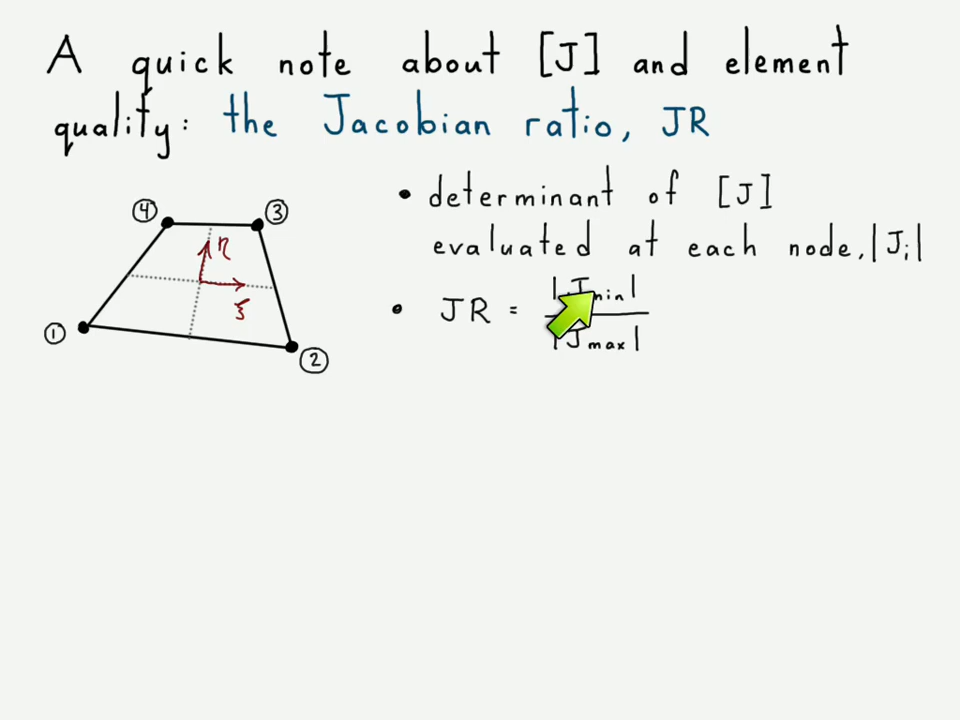 A quick note about [J] and element
quality: the Jacobian ratio, JR
• determinant of [J]
evaluated at each node, |Ji|
• JR = |Jmin|
|Jmax|
④ ③
η
ξ
① ②